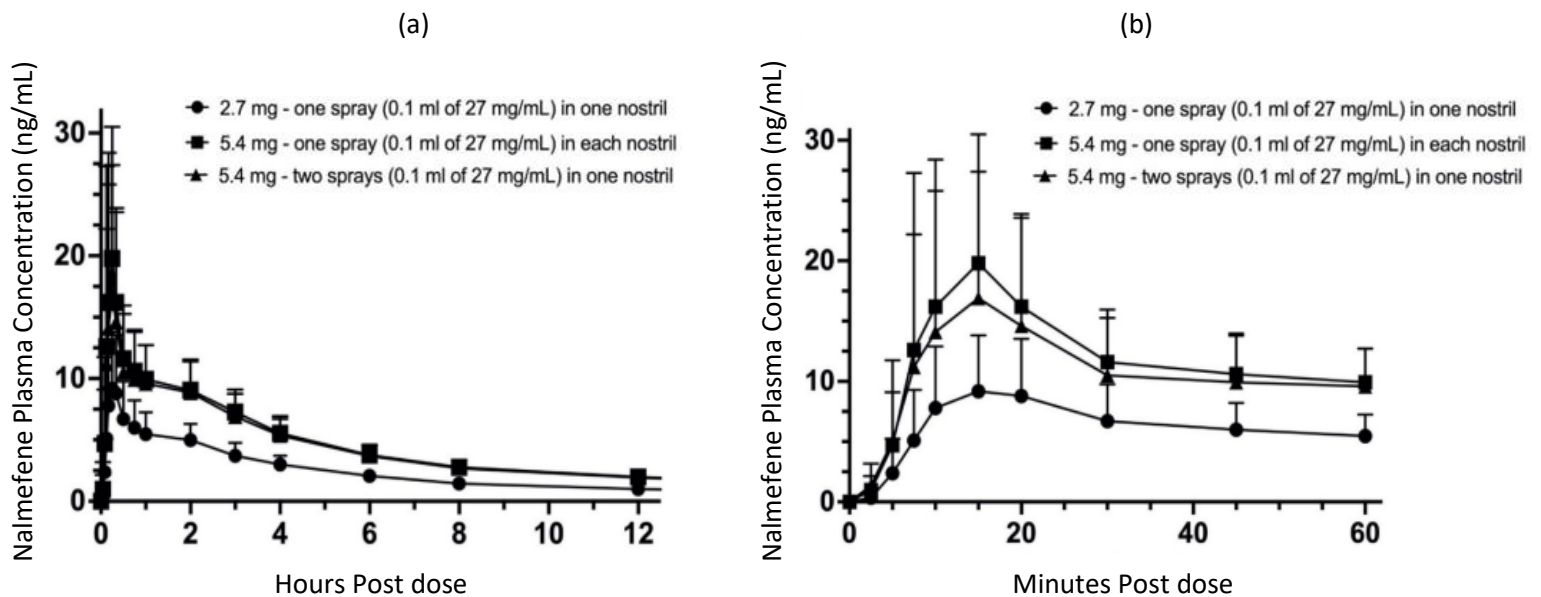 (a)
Nalmefene Plasma Concentration (ng/mL)
30
20
10
0
2.7 mg - one spray (0.1 ml of 27 mg/mL) in one nostril
5.4 mg - one spray (0.1 ml of 27 mg/mL) in each nostril
5.4 mg - two sprays (0.1 ml of 27 mg/mL) in one nostril
0 2 4 6 8 10 12
Hours Post dose
(b)
Nalmefene Plasma Concentration (ng/mL)
30
20
10
0
2.7 mg - one spray (0.1 ml of 27 mg/mL) in one nostril
5.4 mg - one spray (0.1 ml of 27 mg/mL) in each nostril
5.4 mg - two sprays (0.1 ml of 27 mg/mL) in one nostril
0 20 40 60
Minutes Post dose